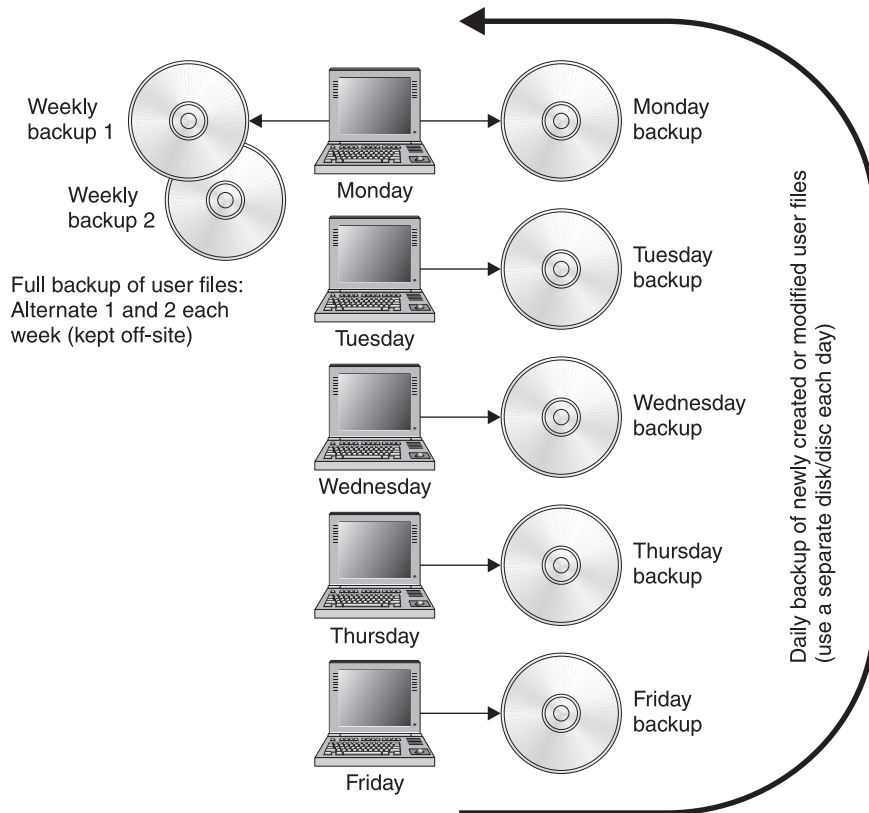 Weekly
backup 1
Weekly
backup 2
Full backup of user files:
Alternate 1 and 2 each
week (kept off-site)
Monday
Monday
backup
Tuesday
Tuesday
backup
Wednesday
Wednesday
backup
Thursday
Thursday
backup
Friday
Friday
backup
Daily backup of newly created or modified user files
(use a separate disk/disc each day)